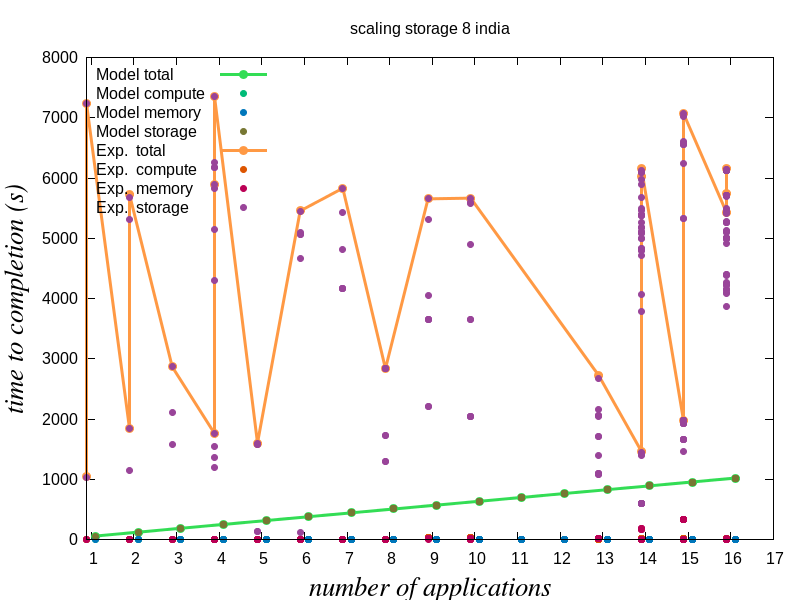 scaling storage 8 india
8000
7000
6000
5000
4000
3000
2000
1000
0
time to completion (s)
Model total
Model compute
Model memory
Model storage
Exp. total
Exp. compute
Exp. memory
Exp. storage
1 2 3 4 5 6 7 8 9 10 11 12 13 14 15 16 17
number of applications